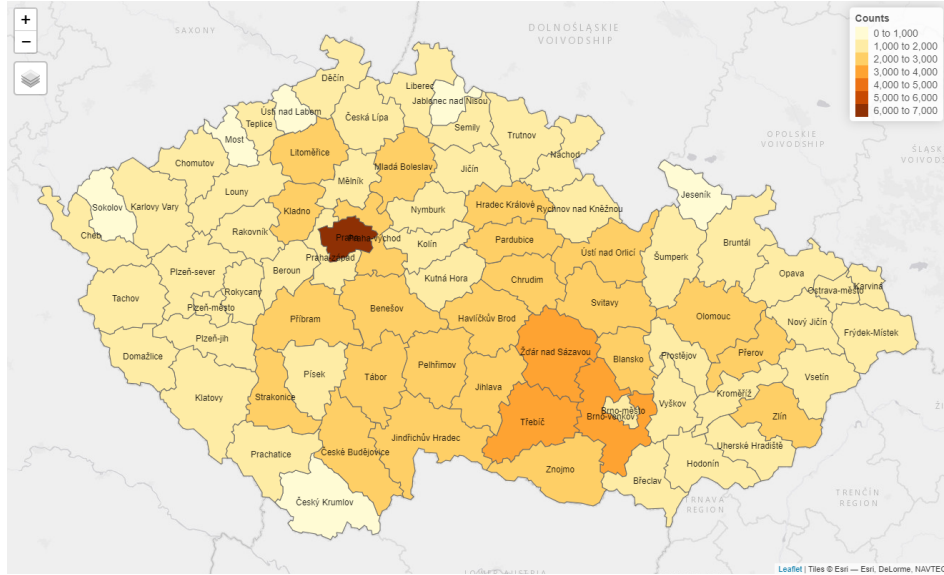 +
−
SAXONY
DOLNOŚLĄSKIE
VOIVODSHIP
Counts
0 to 1,000
1,000 to 2,000
2,000 to 3,000
3,000 to 4,000
4,000 to 5,000
5,000 to 6,000
6,000 to 7,000
OPOLSKIE
VOIVODSHIP
Děčín
Liberec
Jablonec nad Nisou
Ústí nad Labem
Teplice
Česká Lípa
Semily
Trutnov
Most
Litoměřice
Náchod
Chomutov
Mladá Boleslav
Jičín
Mělník
Louny
Jeseník
Sokolov
Karlovy Vary
Kladno
Nymburk
Hradec Králové
Rychnov nad Kněžnou
Cheb
Rakovník
Praha
Praha-východ
Kolín
Pardubice
Bruntál
Praha-západ
Ústí nad Orlicí
Šumperk
Beroun
Plzeň-sever
Kutná Hora
Chrudim
Opava
Rokycany
Ostrava-město
Karviná
Tachov
Plzeň-město
Benešov
Svitavy
Příbram
Havlíčkův Brod
Olomouc
Nový Jičín
Frýdek-Místek
Plzeň-jih
Žďár nad Sázavou
Prostějov
Přerov
Domažlice
Blansko
Pelhřimov
Písek
Tábor
Vsetín
Jihlava
Klatovy
Strakonice
Kroměříž
Vyškov
Brno-město
Brno-venkov
Zlín
Třebíč
Jindřichův Hradec
Uherské Hradiště
Prachatice
České Budějovice
Hodonín
Znojmo
Břeclav
Český Krumlov
TRENČÍN
REGION
TRNAVA
REGION
Leaflet | Tiles © Esri — Esri, DeLorme, NAVTEQ